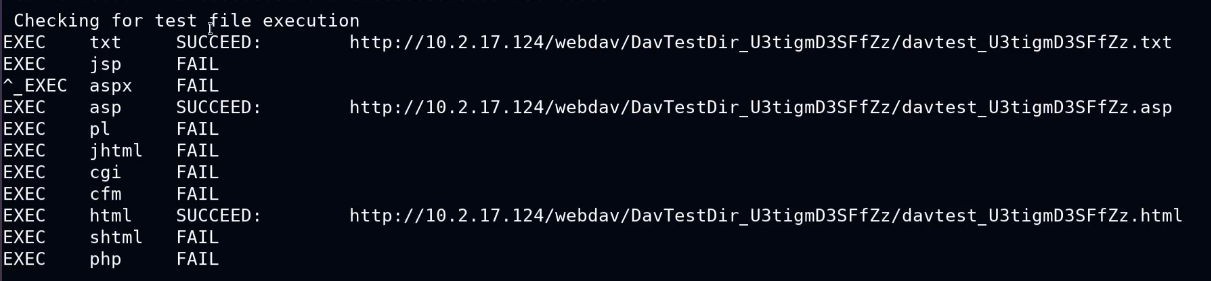 Checking for test file execution
EXEC txt SUCCEED: http://10.2.17.124/webdav/DavTestDir_U3tigmD3SFfZz/davtest_U3tigmD3SFfZz.txt
EXEC jsp FAIL
^_EXEC aspx FAIL
EXEC asp SUCCEED: http://10.2.17.124/webdav/DavTestDir_U3tigmD3SFfZz/davtest_U3tigmD3SFfZz.asp
EXEC pl FAIL
EXEC jhtml FAIL
EXEC cgi FAIL
EXEC cfm FAIL
EXEC html SUCCEED: http://10.2.17.124/webdav/DavTestDir_U3tigmD3SFfZz/davtest_U3tigmD3SFfZz.html
EXEC shtml FAIL
EXEC php FAIL